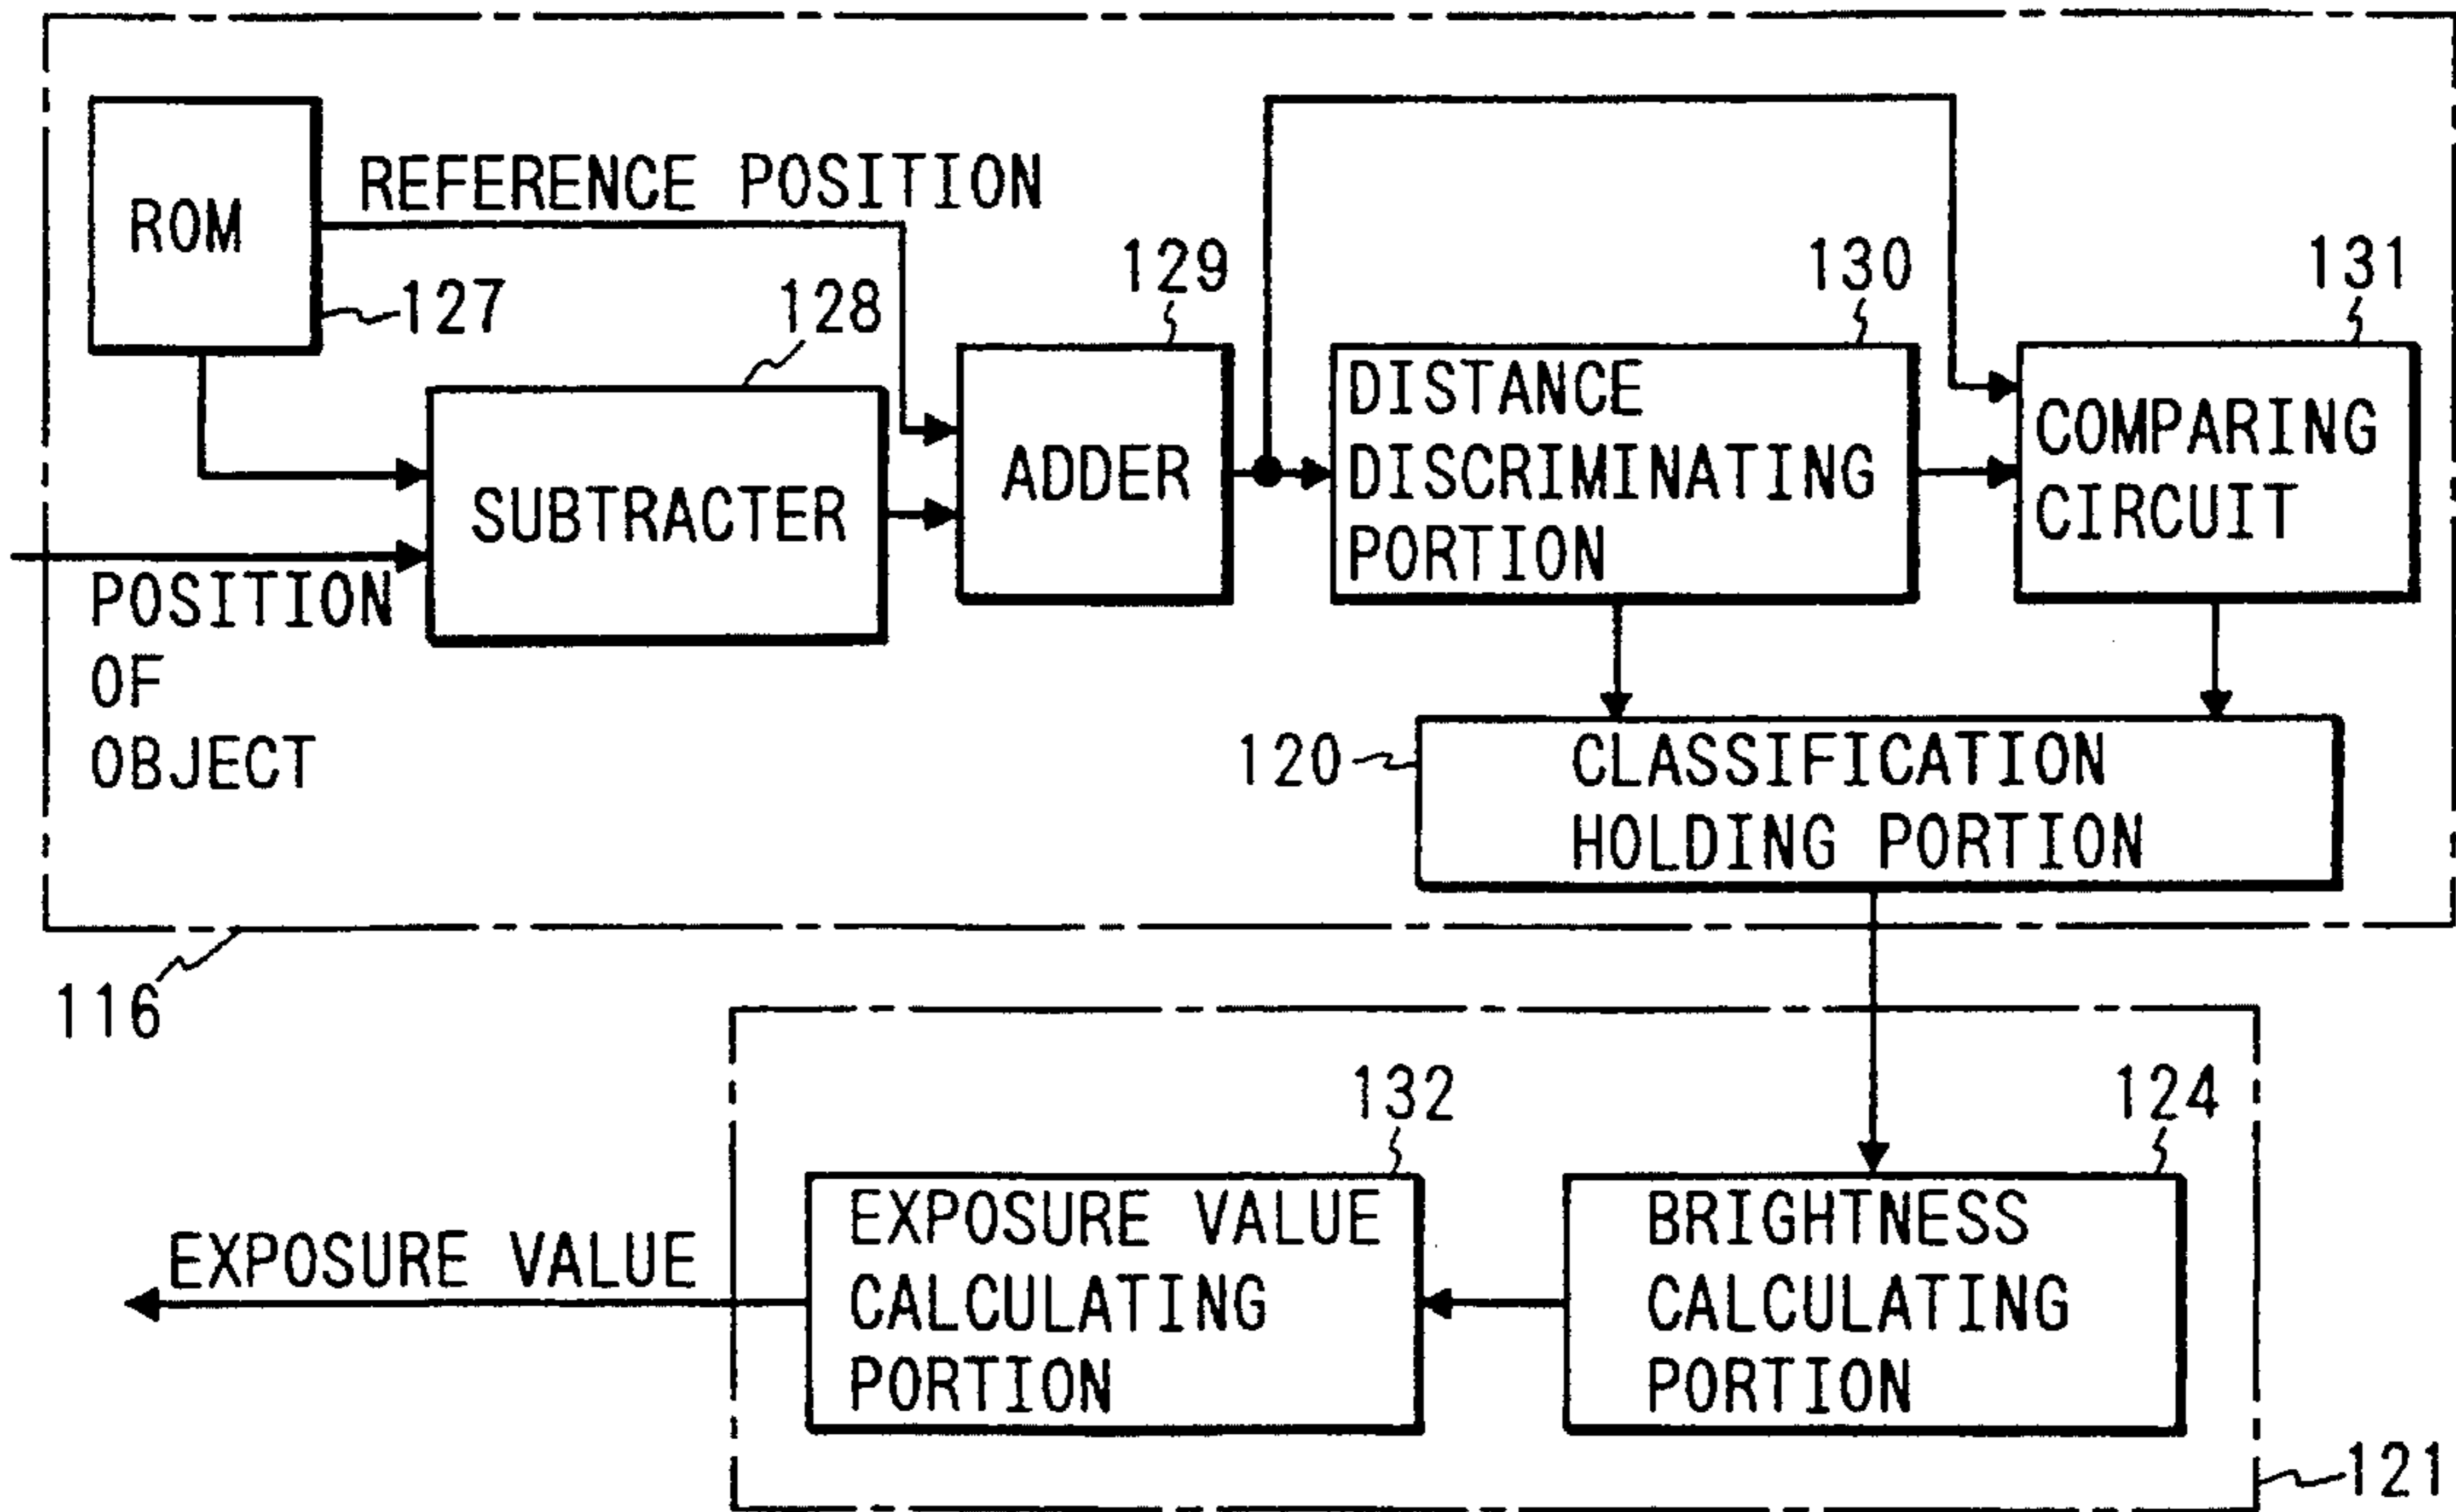 ROM
127
REFERENCE POSITION
128
SUBTRACTER
POSITION
OF
OBJECT
129
ADDER
130
DISTANCE
DISCRIMINATING
PORTION
131
COMPARING
CIRCUIT
120
CLASSIFICATION
HOLDING PORTION
116
132
EXPOSURE VALUE
CALCULATING
PORTION
124
BRIGHTNESS
CALCULATING
PORTION
EXPOSURE VALUE
121